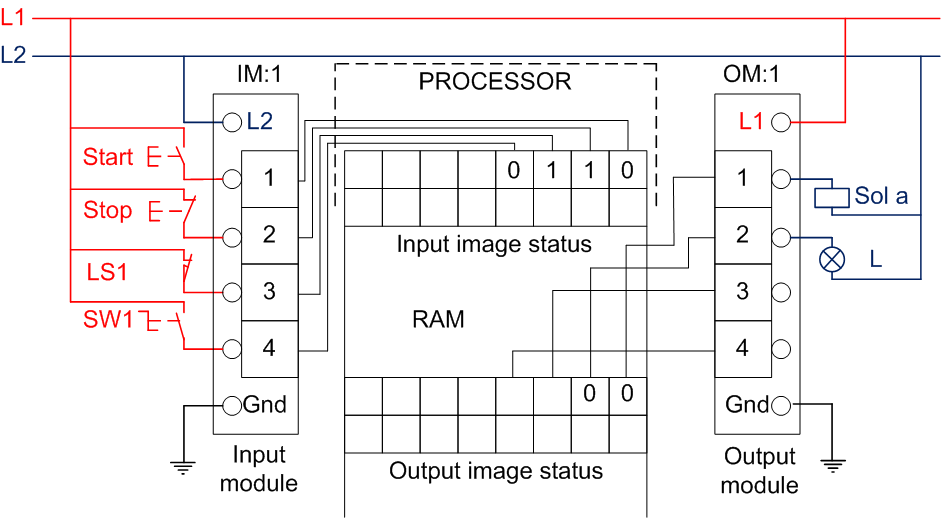 L1
L2
IM:1
PROCESSOR
OM:1
L2
L1
Start
1
0 1 1 0
1
Sol a
Stop
2
Input image status
2
L
LS1
3
RAM
3
SW1
4
4
Gnd
0 0
Gnd
Input
module
Output image status
Output
module